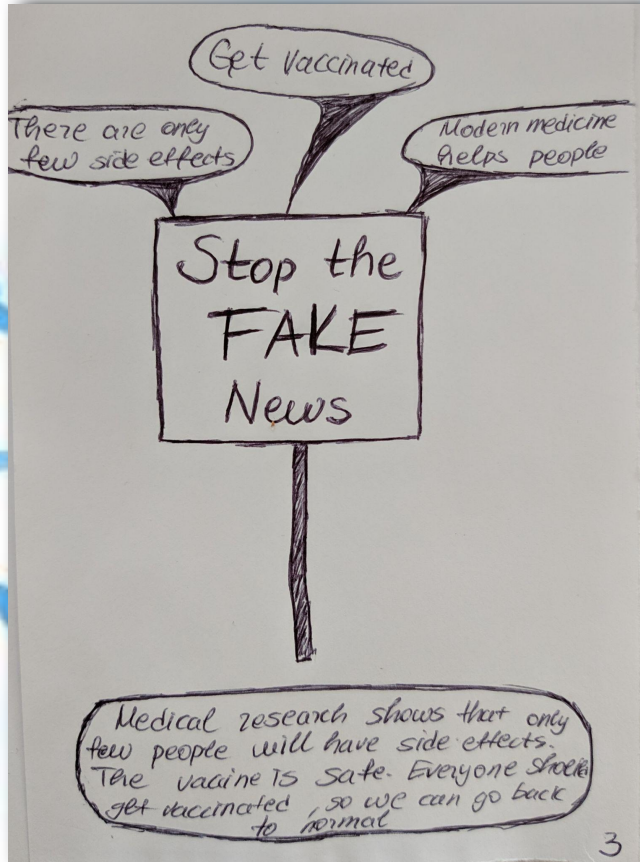 Get vaccinated
There are only
few side effects
Modern medicine
helps people
Stop the
FAKE
News
Medical research shows that only
few people will have side effects.
The vacine is safe. Everyone should
get vaccinated, so we can go back
to normal
3